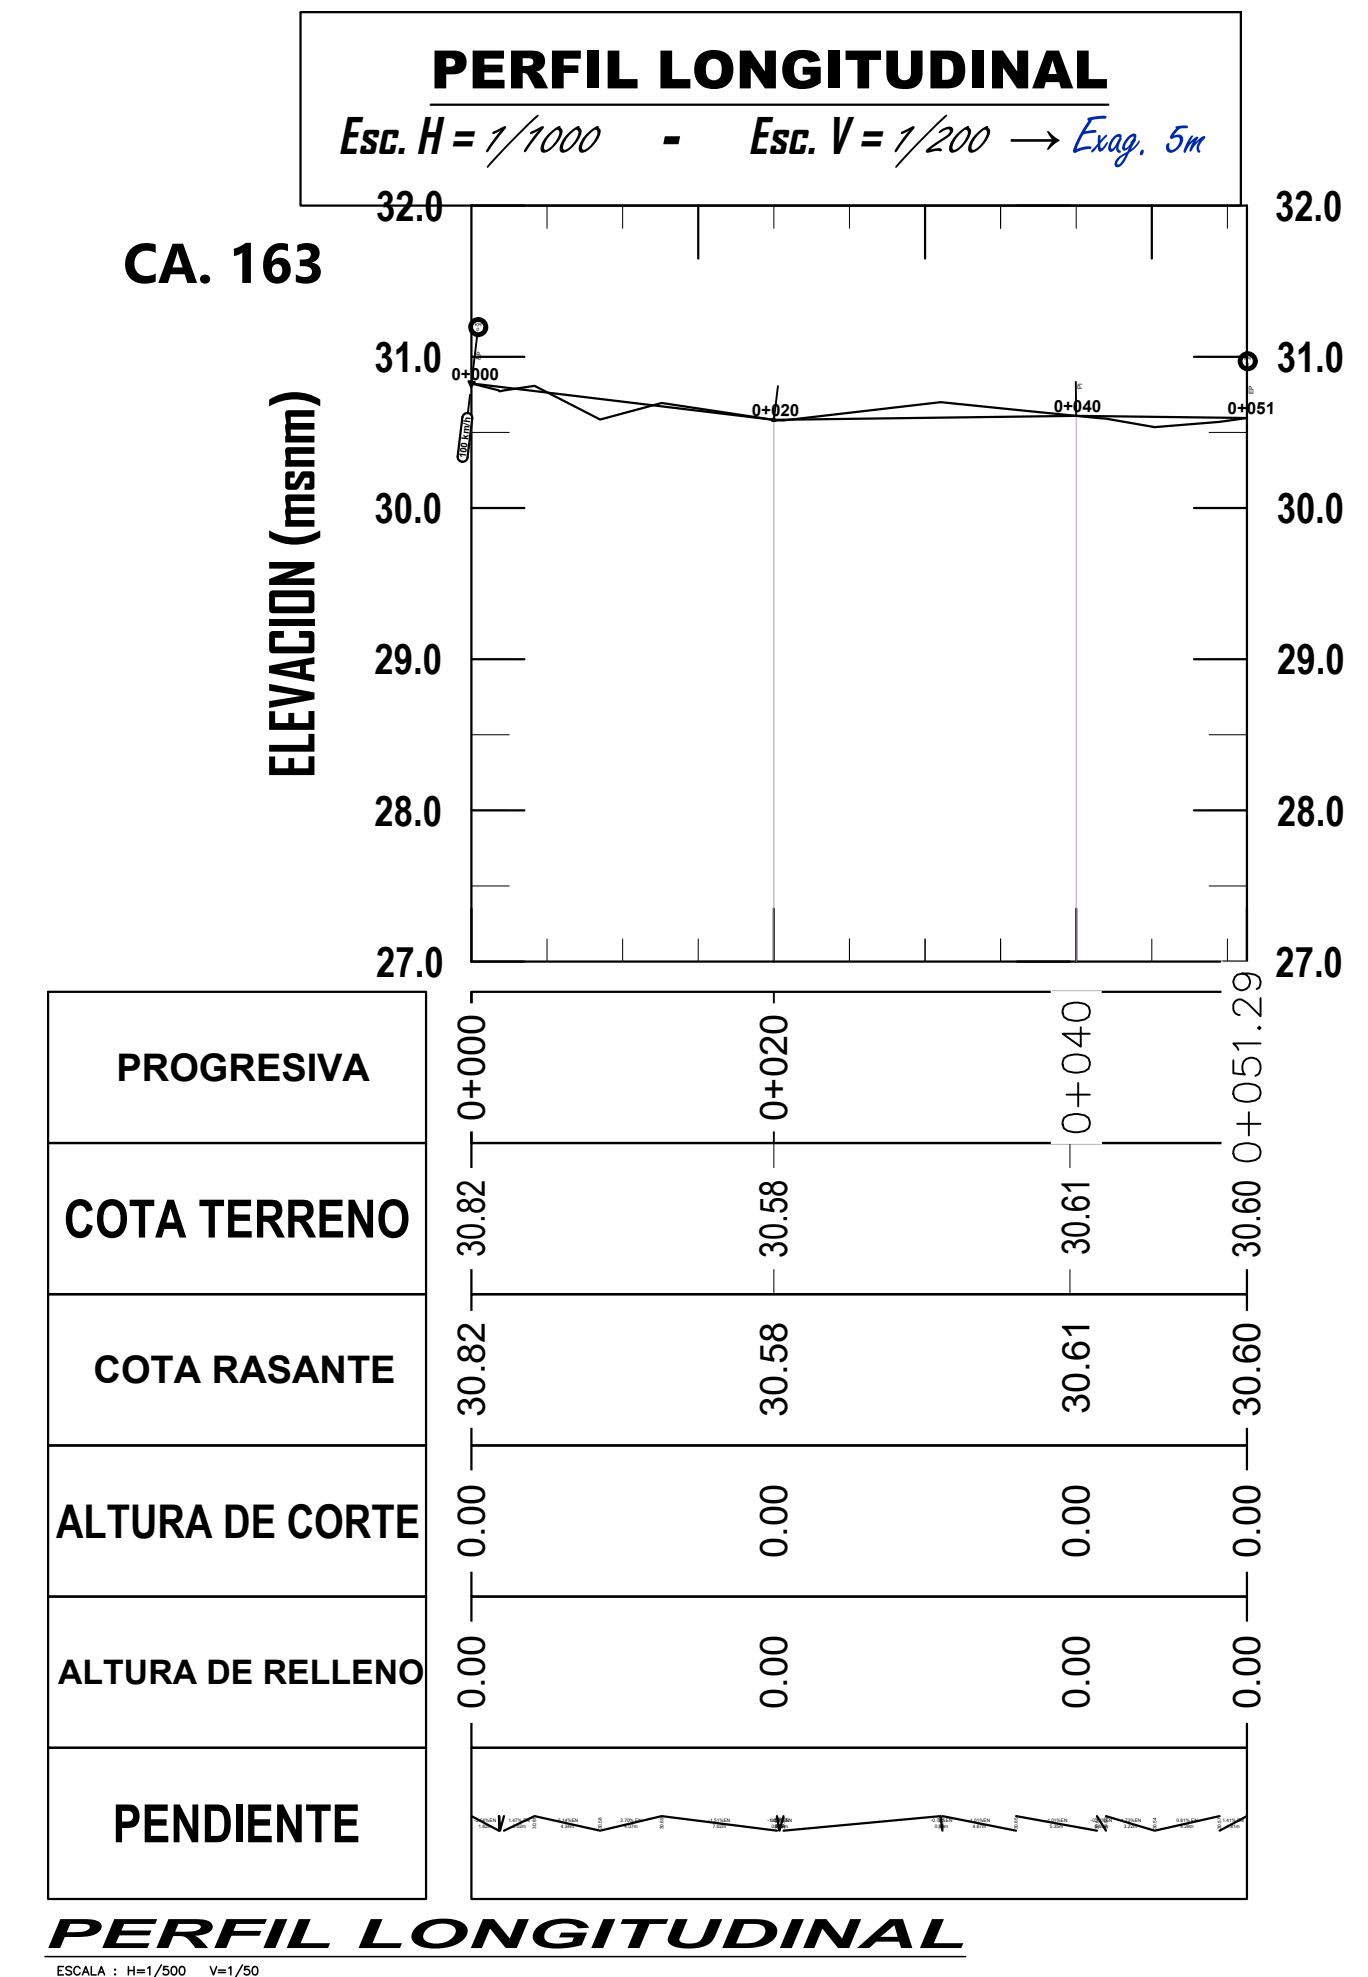 PERFIL LONGITUDINAL
Esc. H = 1/1000 - Esc. V = 1/200 → Exag. 5m
CA. 163
ELEVACION (msnm)
32.0 32.0
31.0 31.0
0+000 0+020 0+040 0+051
100 km/h
30.0 30.0
29.0 29.0
28.0 28.0
27.0 27.0
PROGRESIVA 0+000 0+020 0+040 0+051.29
COTA TERRENO 30.82 30.58 30.61 30.60
COTA RASANTE 30.82 30.58 30.61 30.60
ALTURA DE CORTE 0.00 0.00 0.00 0.00
ALTURA DE RELLENO 0.00 0.00 0.00 0.00
PENDIENTE
PERFIL LONGITUDINAL
ESCALA : H=1/500 V=1/50